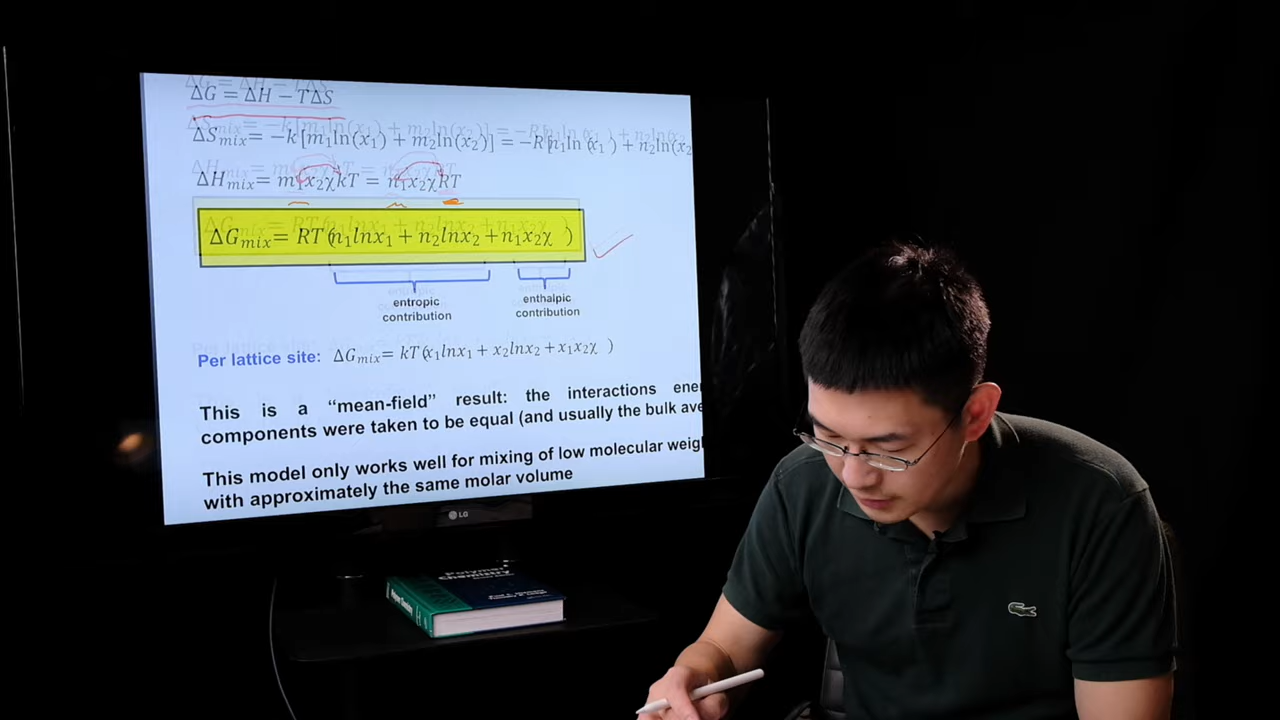 ΔG = ΔH − TΔS
ΔS_mix= −k[m₁ln(x₁) + m₂ln(x₂)] = −R[n₁ln (x₁) + n₂ln(x₂
ΔH_mix= m₁x₂χkT = n₁x₂χRT
ΔG_mix= RT(n₁lnx₁ + n₂lnx₂ +n₁x₂χ )
entropic
contribution
enthalpic
contribution
Per lattice site: ΔG_mix= kT(x₁lnx₁ + x₂lnx₂ + x₁x₂χ )
This is a “mean-field” result: the interactions ene
components were taken to be equal (and usually the bulk ave
This model only works well for mixing of low molecular weig
with approximately the same molar volume
LG
Polymer
Chemistry